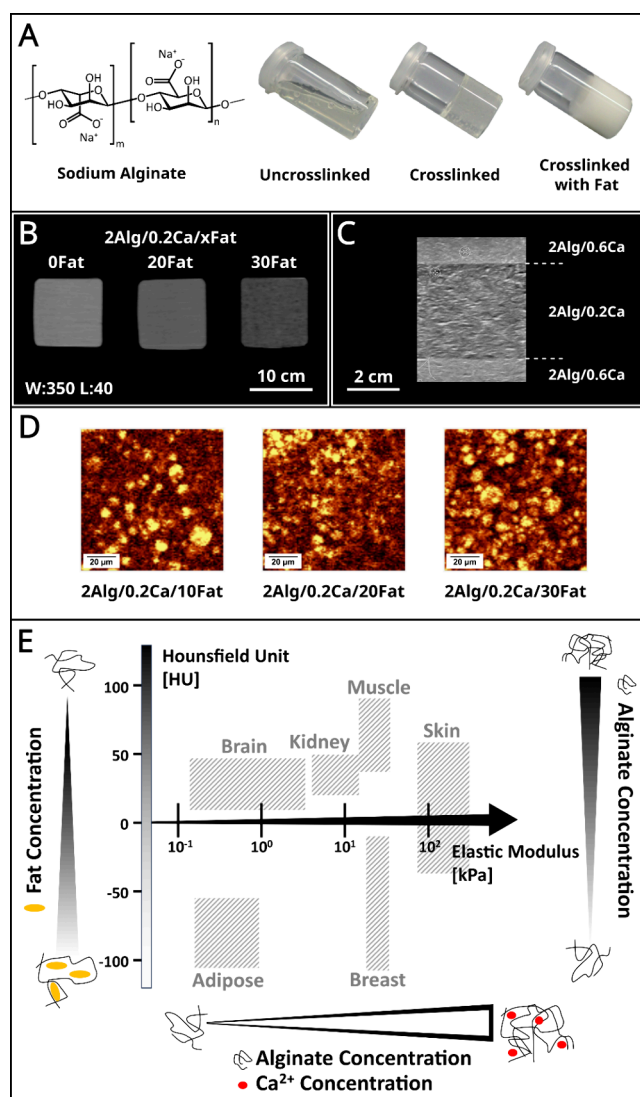 A
Na⁺
O⁻
O
HO
OH
O
HO
O
O⁻
Na⁺
m
Na⁺
O⁻
O
OH
HO
O
O
n
Sodium Alginate
Uncrosslinked
Crosslinked
Crosslinked
with Fat
B
2Alg/0.2Ca/xFat
0Fat
20Fat
30Fat
W:350 L:40
10 cm
C
2Alg/0.6Ca
2Alg/0.2Ca
2Alg/0.6Ca
2 cm
D
20 µm
20 µm
20 µm
2Alg/0.2Ca/10Fat
2Alg/0.2Ca/20Fat
2Alg/0.2Ca/30Fat
E
Hounsfield Unit
[HU]
100
50
0
-50
-100
Fat Concentration
Brain
Kidney
Muscle
Skin
10⁻¹
10⁰
10¹
10²
Elastic Modulus
[kPa]
Adipose
Breast
Alginate Concentration
Alginate Concentration
Ca²⁺ Concentration